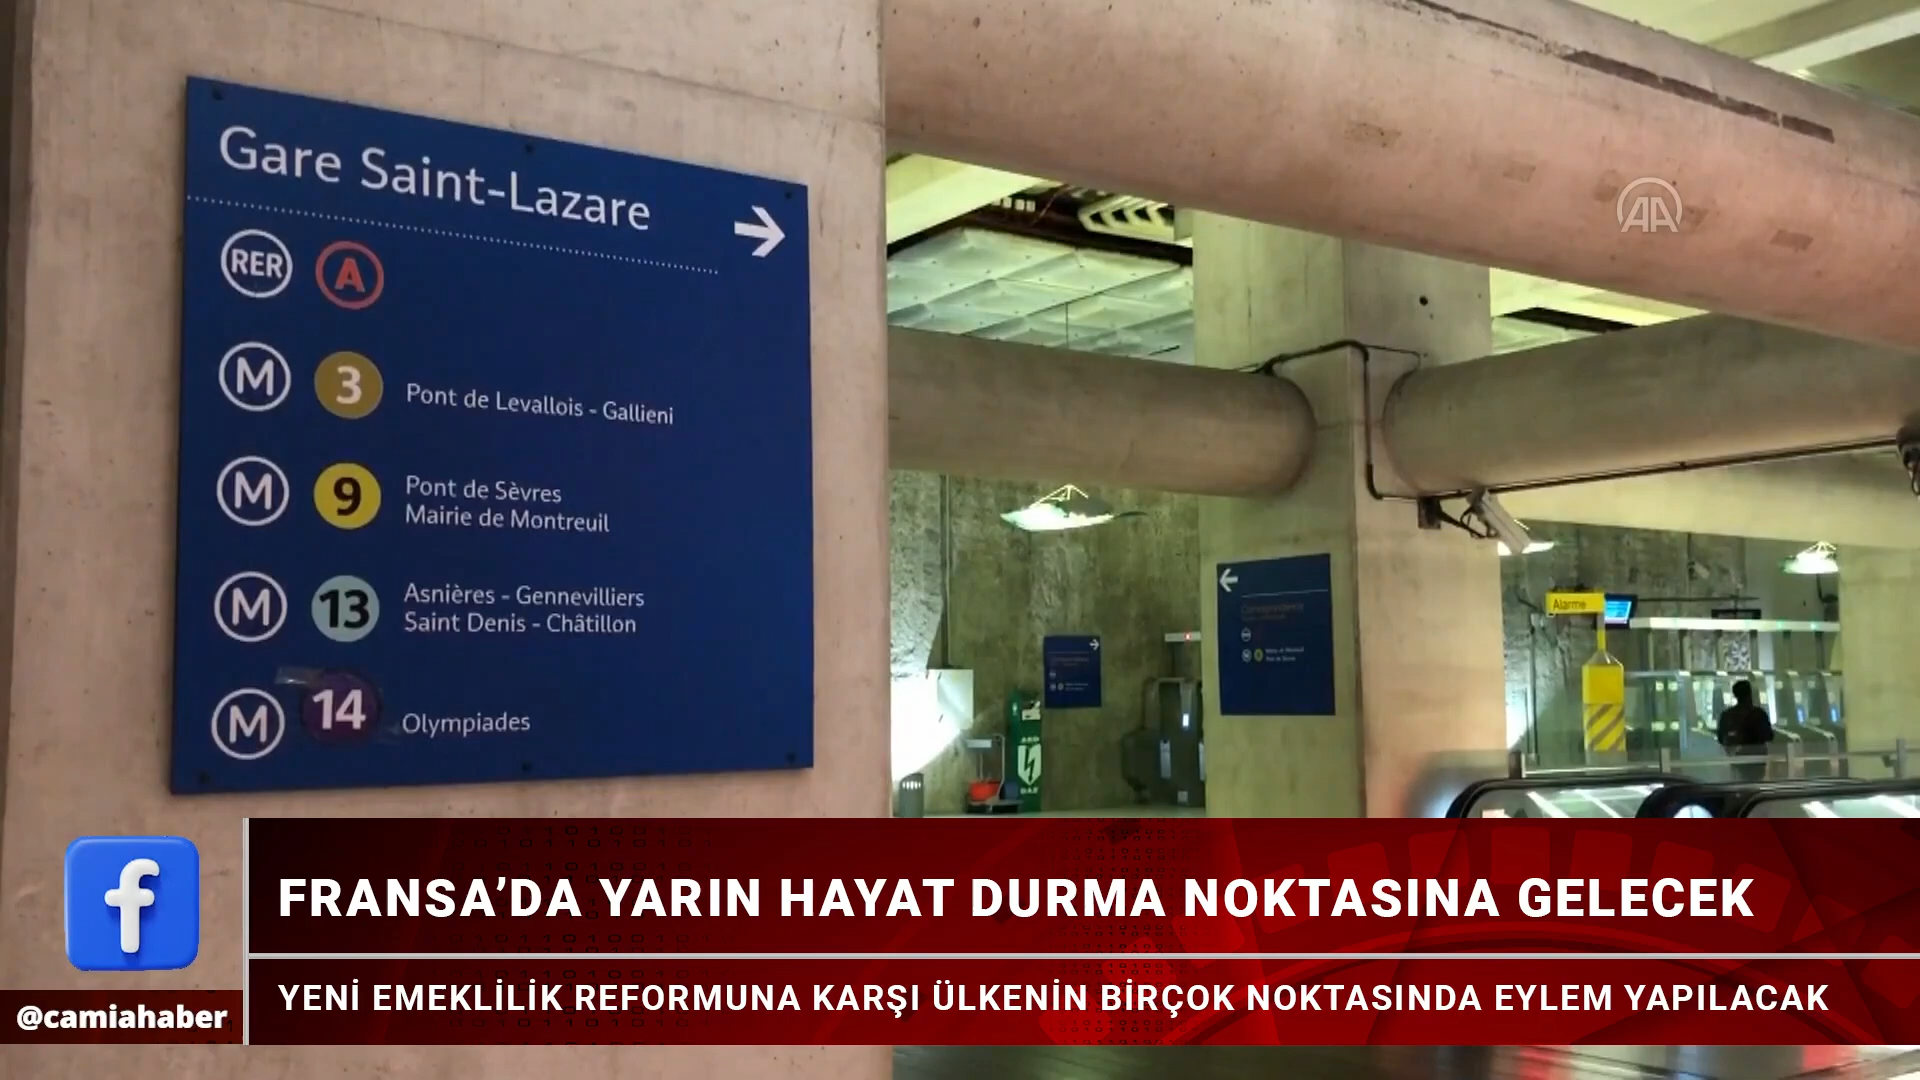 Gare Saint-Lazare
RER A
M 3 Pont de Levallois - Gallieni
M 9 Pont de Sèvres
Mairie de Montreuil
M 13 Asnières - Gennevilliers
Saint Denis - Châtillon
M 14 Olympiades
AA
Alarme
DAE
FRANSA’DA YARIN HAYAT DURMA NOKTASINA GELECEK
YENİ EMEKLİLİK REFORMUNA KARŞI ÜLKENİN BİRÇOK NOKTASINDA EYLEM YAPILACAK
f
@camiahaber